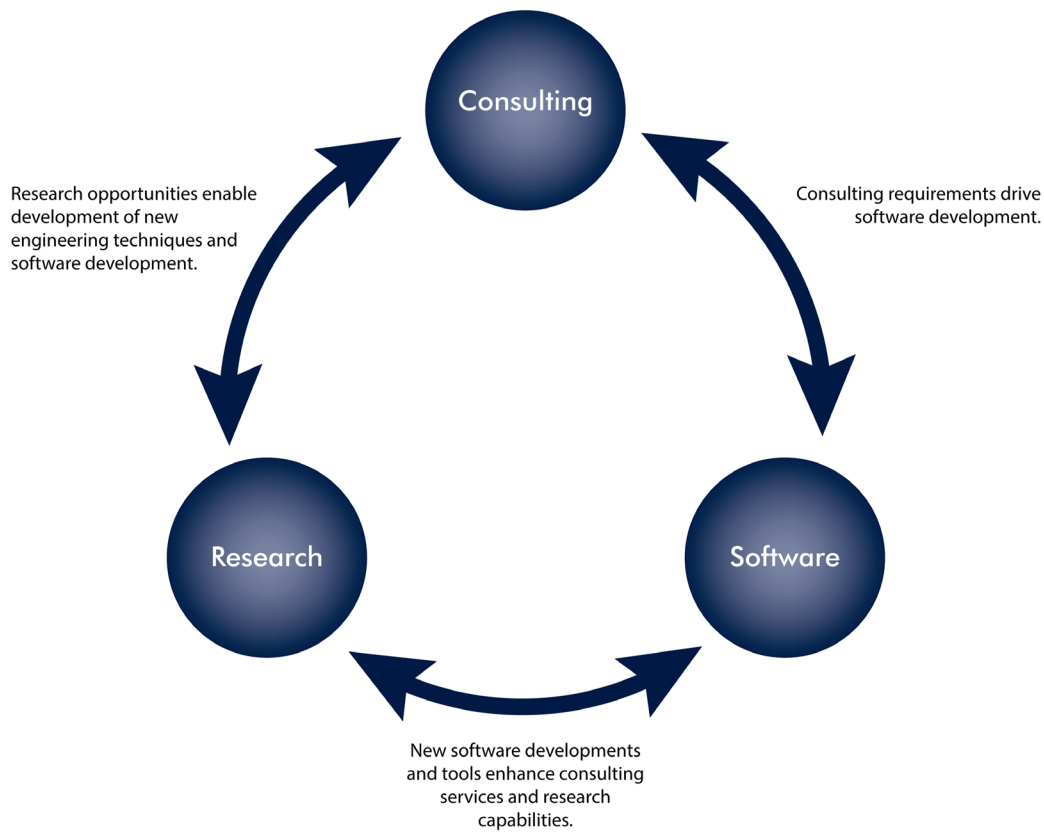 Consulting
Research opportunities enable
development of new
engineering techniques and
software development.
Consulting requirements drive
software development.
Research
Software
New software developments
and tools enhance consulting
services and research
capabilities.